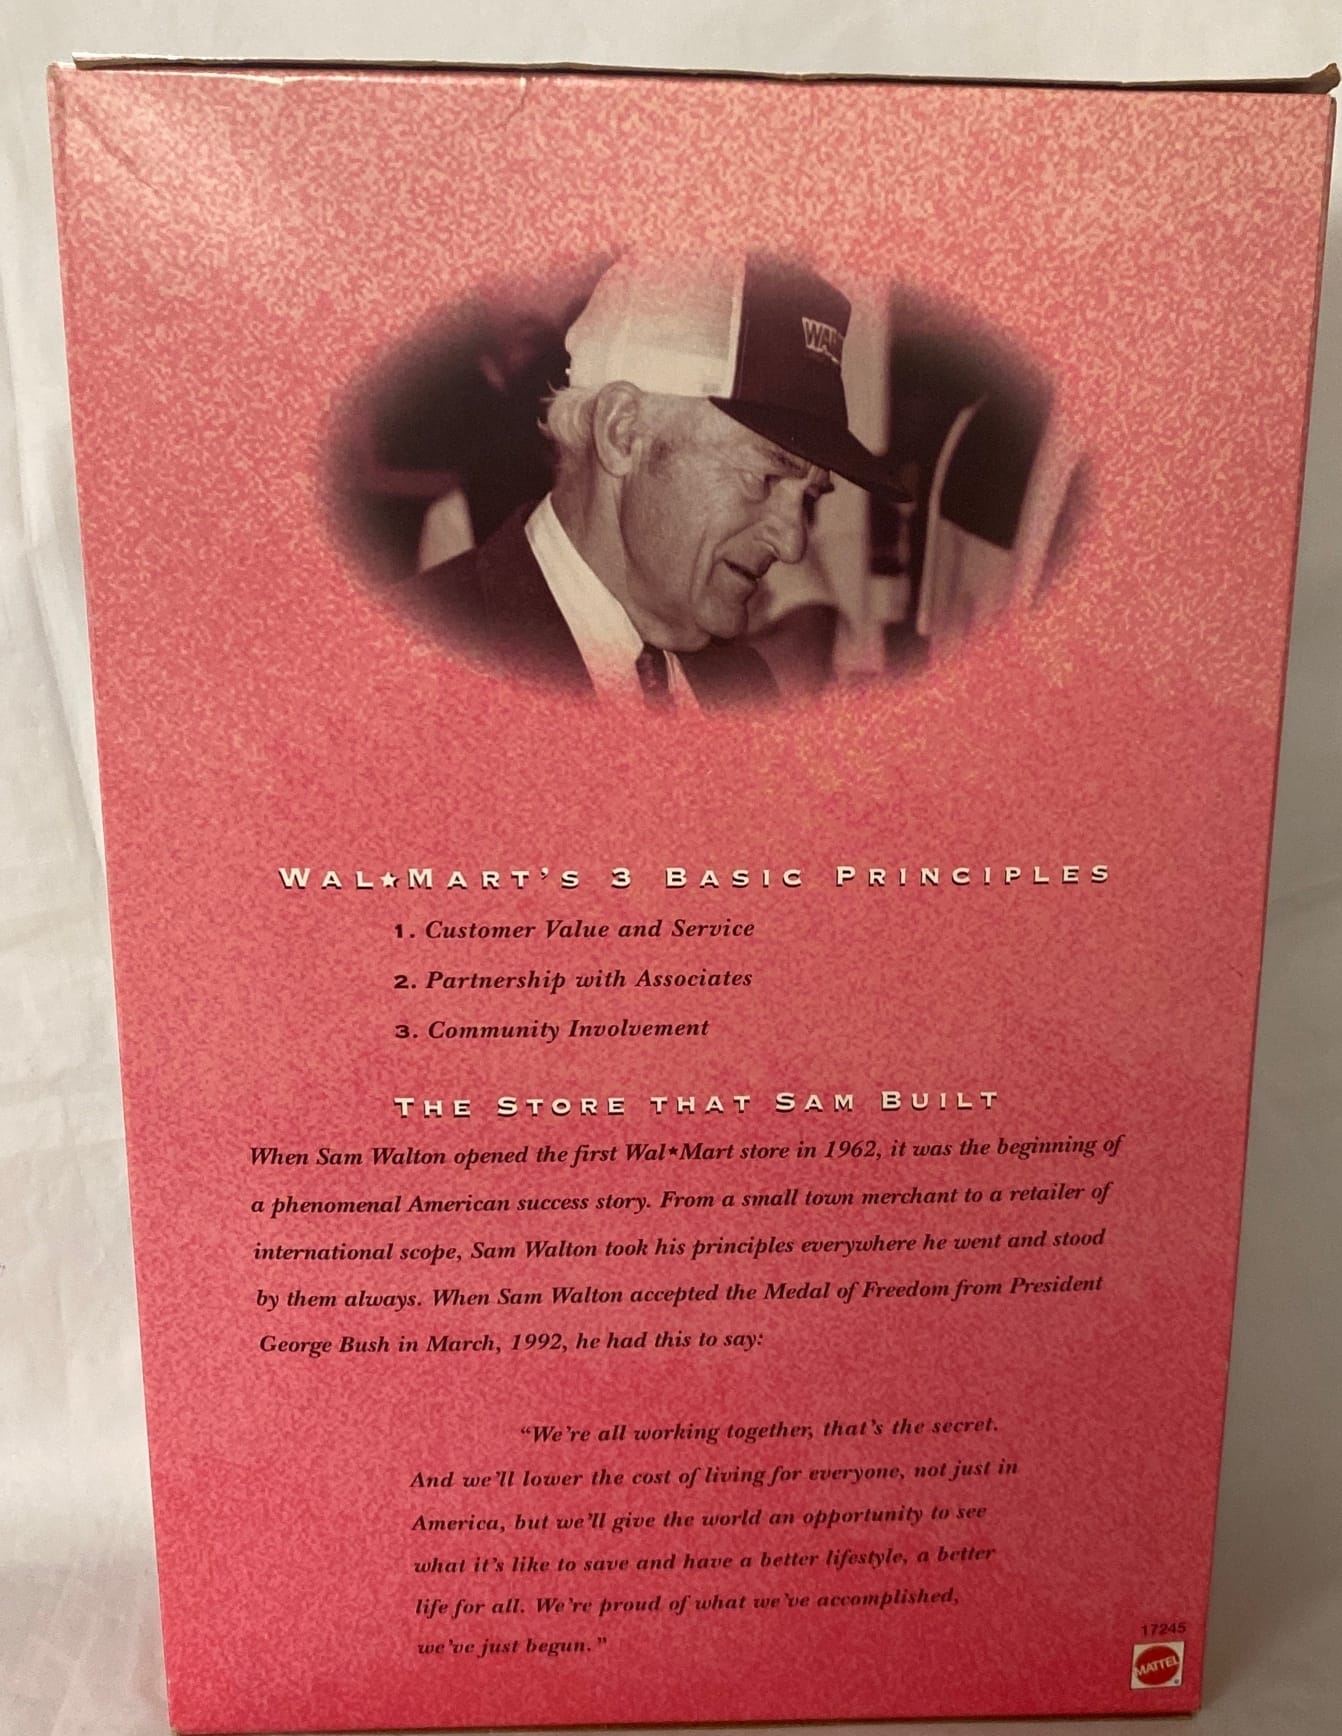 WAL
WAL★MART'S 3 BASIC PRINCIPLES
1. Customer Value and Service
2. Partnership with Associates
3. Community Involvement
THE STORE THAT SAM BUILT
When Sam Walton opened the first Wal★Mart store in 1962, it was the beginning of
a phenomenal American success story. From a small town merchant to a retailer of
international scope, Sam Walton took his principles everywhere he went and stood
by them always. When Sam Walton accepted the Medal of Freedom from President
George Bush in March, 1992, he had this to say:
“We're all working together, that's the secret.
And we'll lower the cost of living for everyone, not just in
America, but we'll give the world an opportunity to see
what it's like to save and have a better lifestyle, a better
life for all. We're proud of what we've accomplished,
we've just begun.”
17245
MATTEL